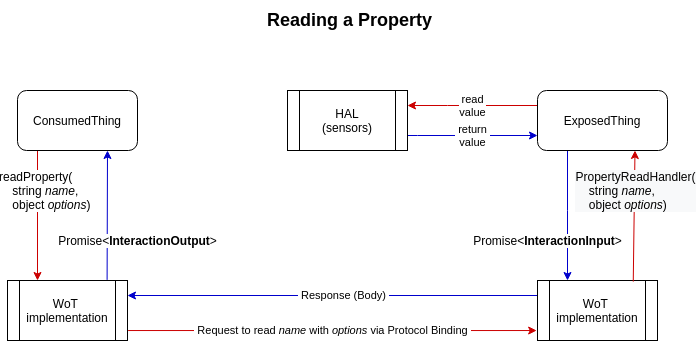 Reading a Property
ConsumedThing
HAL
(sensors)
read
value
return
value
ExposedThing
readProperty(
string name,
object options)
PropertyReadHandler(
string name,
object options)
Promise<InteractionOutput>
Promise<InteractionInput>
WoT
implementation
Response (Body)
Request to read name with options via Protocol Binding
WoT
implementation